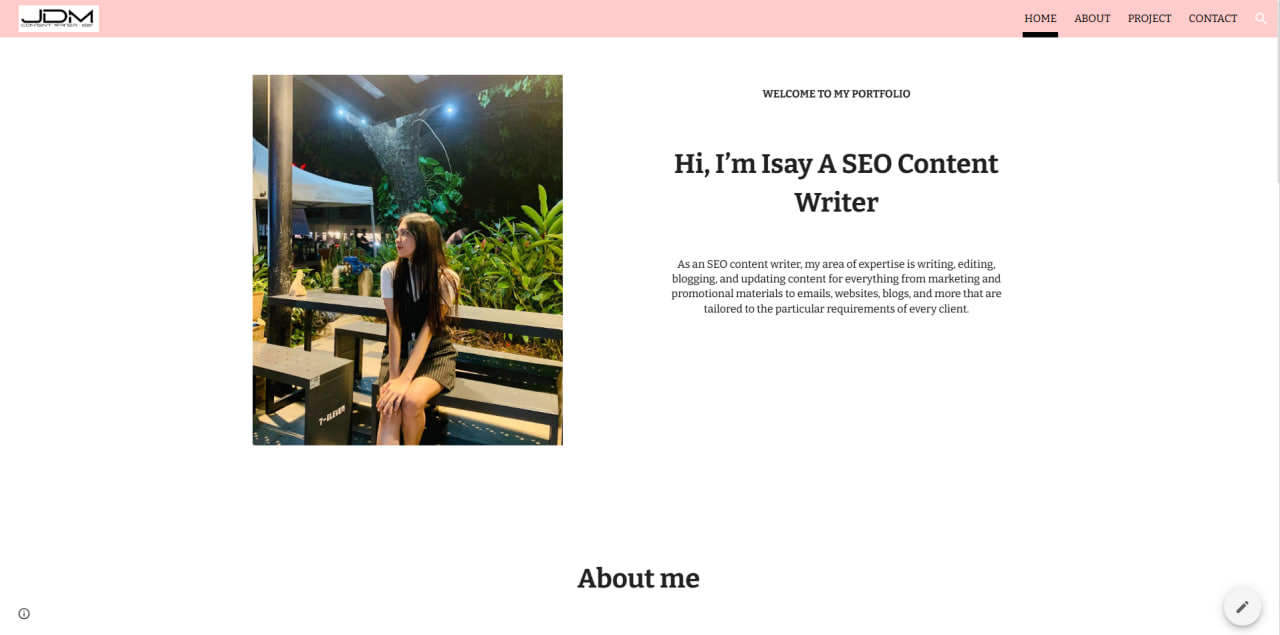 JDM
HOME
ABOUT
PROJECT
CONTACT
WELCOME TO MY PORTFOLIO
Hi, I’m Isay A SEO Content
Writer
As an SEO content writer, my area of expertise is writing, editing,
blogging, and updating content for everything from marketing and
promotional materials to emails, websites, blogs, and more that are
tailored to the particular requirements of every client.
7-ELEVEN
About me